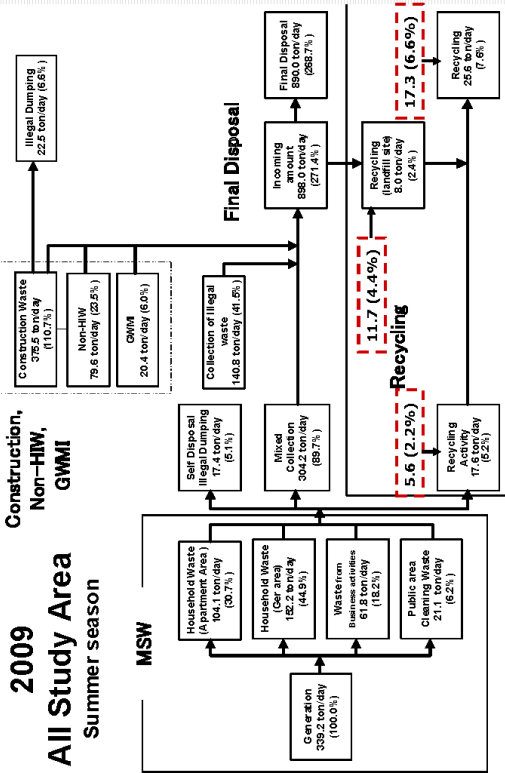 2009
All Study Area
Summer season
Construction,
Non-HIW,
GWMI
MSW
Generation
339.2 ton/day
(100.0%)
Household Waste
(Apartment Area)
104.1 ton/day
(30.7%)
Household Waste
(Ger area)
152.2 ton/day
(44.9%)
Waste from
Business activities
61.8 ton/day
(18.2%)
Public area
Cleaning Waste
21.1 ton/day
(6.2%)
Self Disposal
Illegal Dumping
17.4 ton/day
(5.1%)
Mixed
Collection
304.2 ton/day
(89.7%)
5.6 (2.2%)
Recycling
Activity
17.6 ton/day
(5.2%)
Construction Waste
375.5 ton/day
(110.7%)
Non-HIW
79.6 ton/day (23.5%)
GWMI
20.4 ton/day (6.0%)
Collection of Illegal
waste
140.8 ton/day (41.5%)
Recycling
11.7 (4.4%)
Illegal Dumping
22.5 ton/day (6.6%)
Final Disposal
Incoming
amount
898.0 ton/day
(271.4%)
Final Disposal
890.0 ton/day
(268.7%)
Recycling
(landfill site)
8.0 ton/day
(2.4%)
17.3 (6.6%)
Recycling
25.6 ton/day
(7.6%)